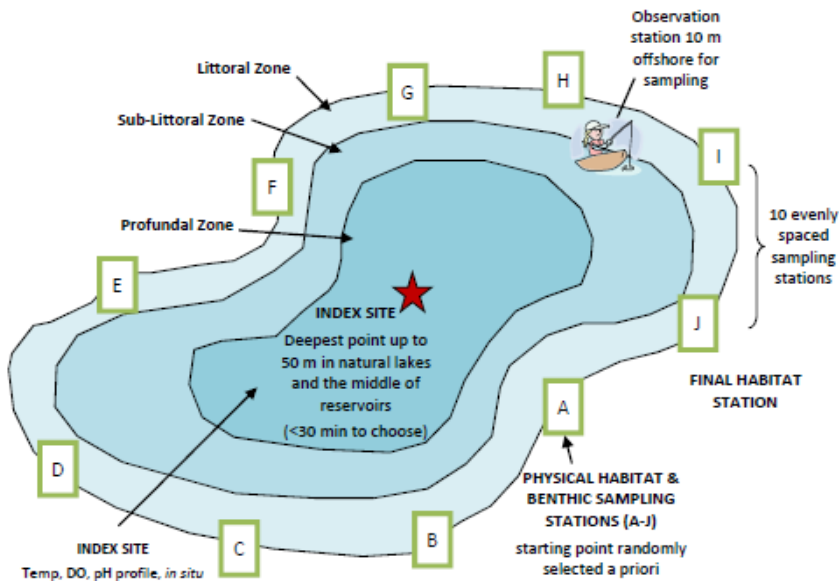 Observation
station 10 m
offshore for
sampling
Littoral Zone
H
G
Sub-Littoral Zone
I
F
10 evenly
spaced
sampling
stations
Profundal Zone
E
INDEX SITE
Deepest point up to
50 m in natural lakes
and the middle of
reservoirs
(<30 min to choose)
J
FINAL HABITAT
STATION
A
D
PHYSICAL HABITAT &
BENTHIC SAMPLING
STATIONS (A-J)
starting point randomly
selected a priori
C
B
INDEX SITE
Temp, DO, pH profile, in situ